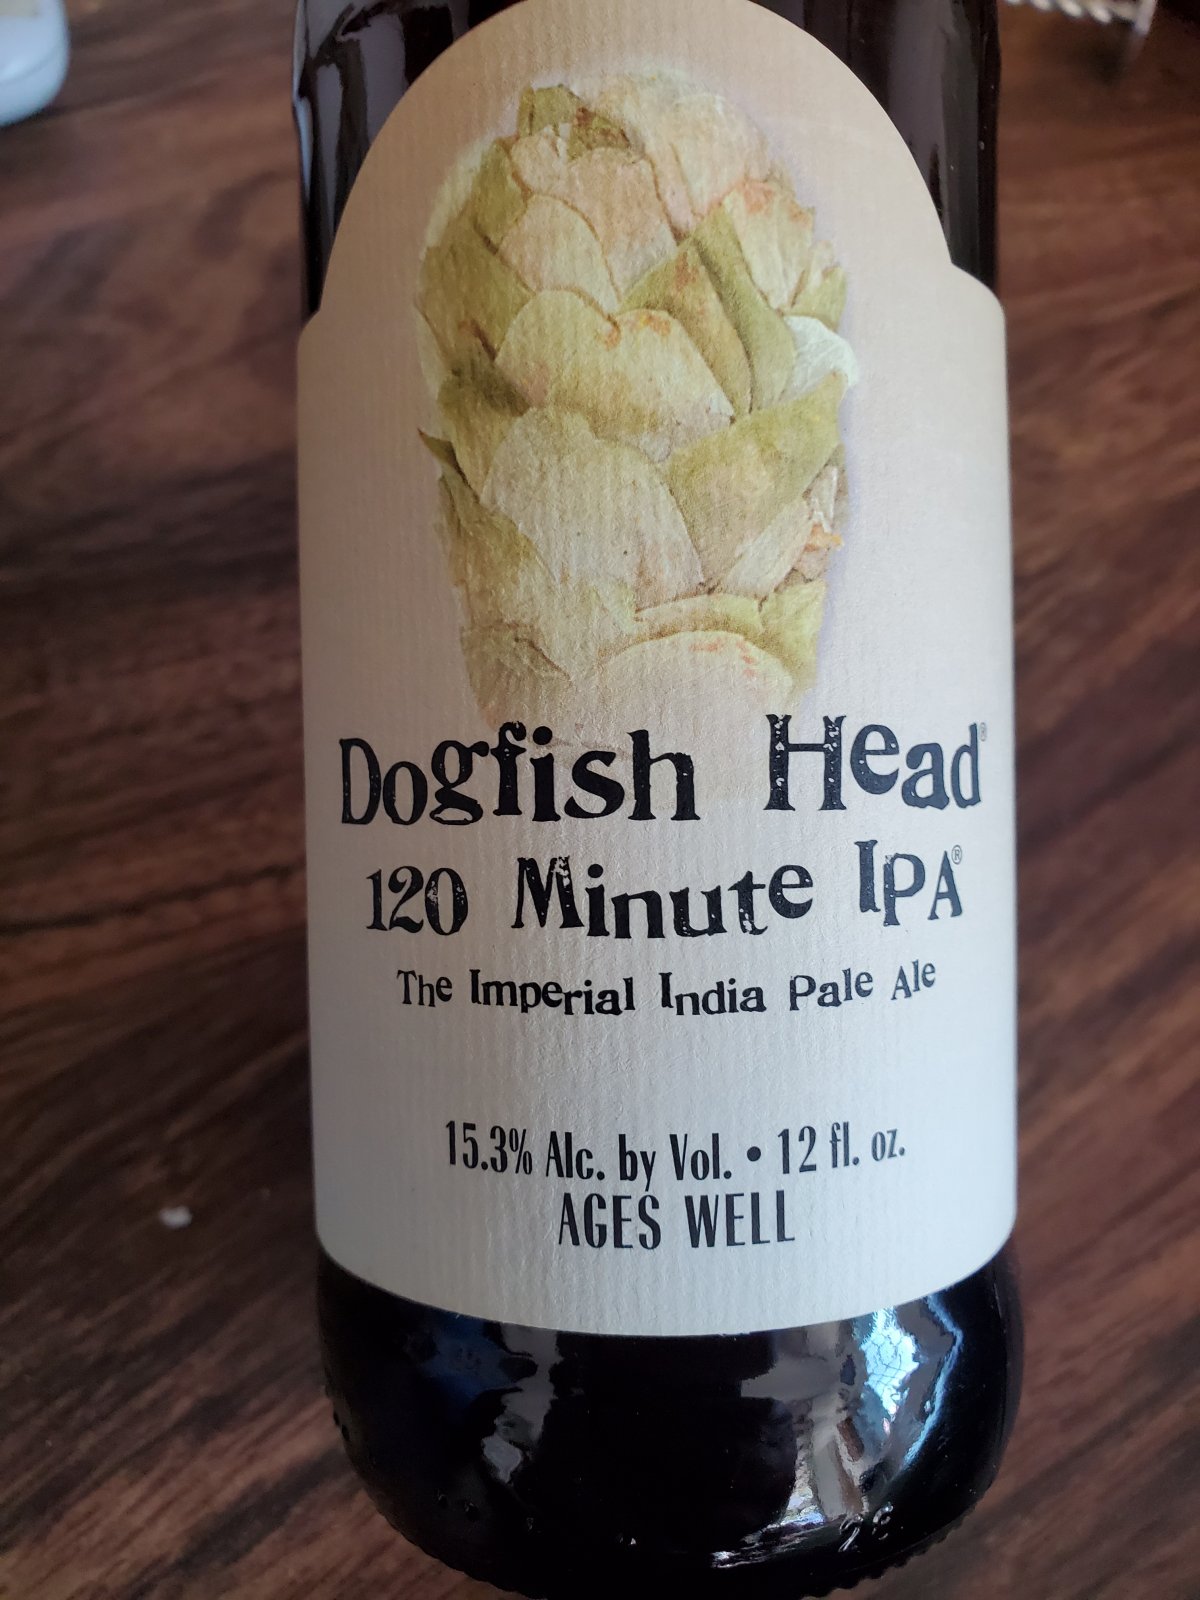 Dogfish Head®
120 Minute IPA®
The Imperial India Pale Ale
15.3% Alc. by Vol. • 12 fl. oz.
AGES WELL